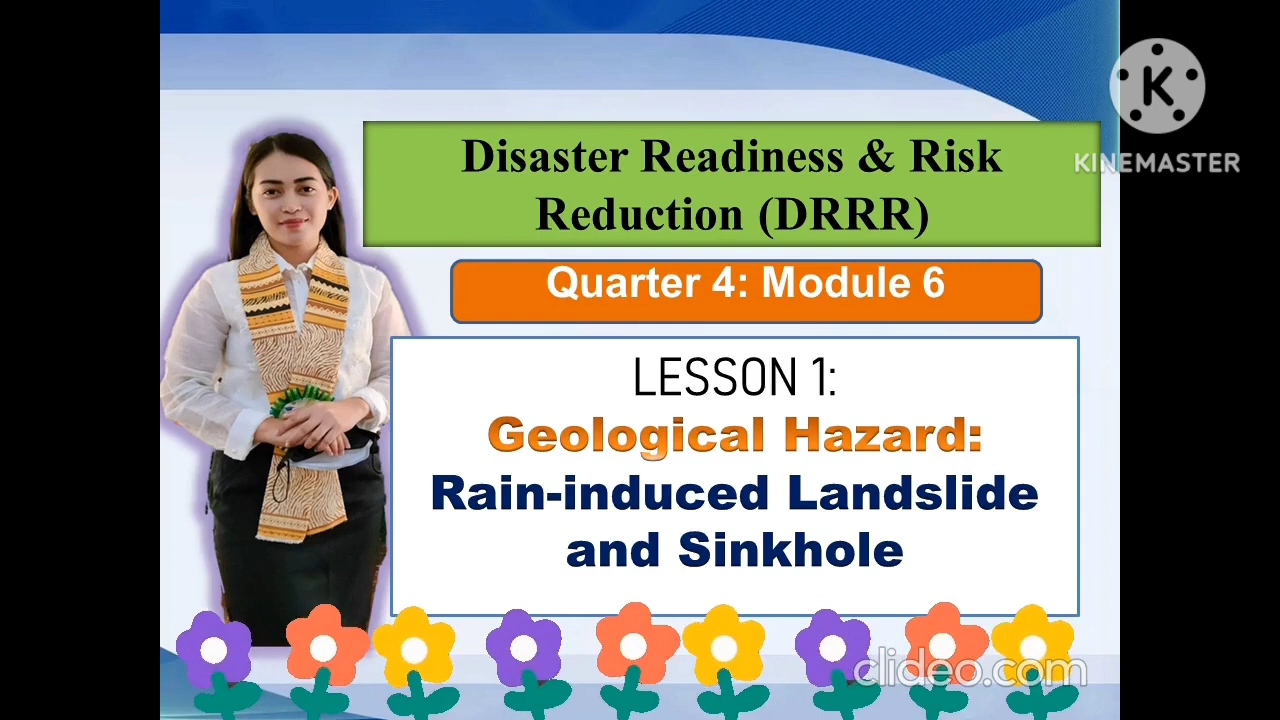 Disaster Readiness & Risk
Reduction (DRRR)
K
KINEMASTER
Quarter 4: Module 6
LESSON 1:
Geological Hazard:
Rain-induced Landslide
and Sinkhole
clideo.com